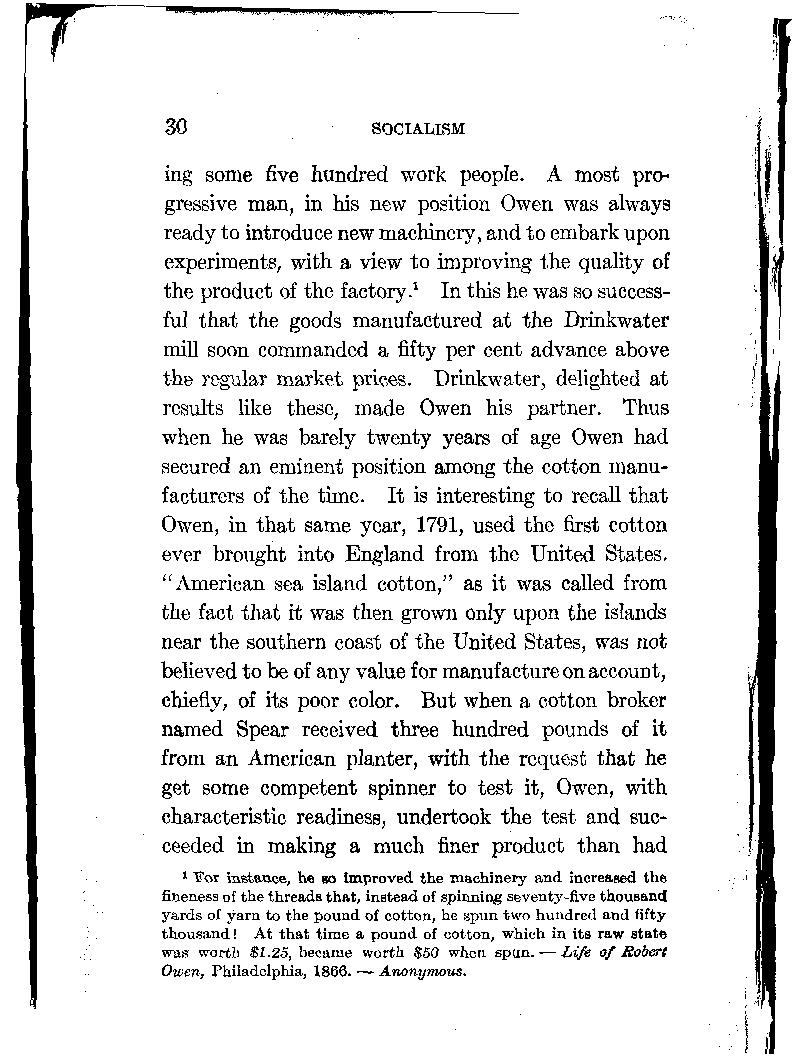 30 SOCIALISM
ing some five hundred work people. A most pro-
gressive man, in his new position Owen was always
ready to introduce new machinery, and to embark upon
experiments, with a view to improving the quality of
the product of the factory.¹ In this he was so success-
ful that the goods manufactured at the Drinkwater
mill soon commanded a fifty per cent advance above
the regular market prices. Drinkwater, delighted at
results like these, made Owen his partner. Thus
when he was barely twenty years of age Owen had
secured an eminent position among the cotton manu-
facturers of the time. It is interesting to recall that
Owen, in that same year, 1791, used the first cotton
ever brought into England from the United States.
“American sea island cotton,” as it was called from
the fact that it was then grown only upon the islands
near the southern coast of the United States, was not
believed to be of any value for manufacture on account,
chiefly, of its poor color. But when a cotton broker
named Spear received three hundred pounds of it
from an American planter, with the request that he
get some competent spinner to test it, Owen, with
characteristic readiness, undertook the test and suc-
ceeded in making a much finer product than had
¹ For instance, he so improved the machinery and increased the
fineness of the threads that, instead of spinning seventy-five thousand
yards of yarn to the pound of cotton, he spun two hundred and fifty
thousand! At that time a pound of cotton, which in its raw state
was worth $1.25, became worth $50 when spun. — Life of Robert
Owen, Philadelphia, 1866. — Anonymous.